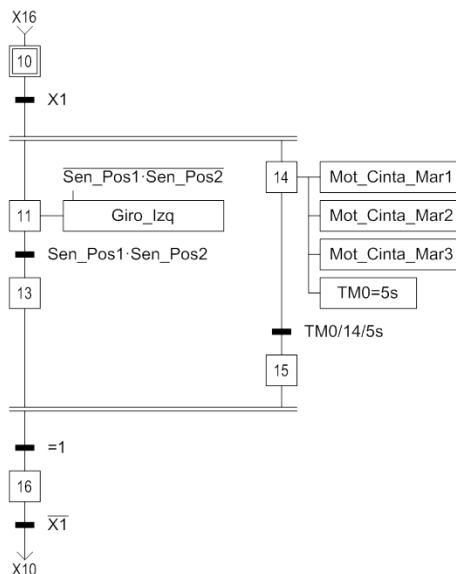 X16
10
X1
14
Mot_Cinta_Mar1
Sen_Pos1·Sen_Pos2
11
Giro_Izq
Mot_Cinta_Mar2
Sen_Pos1·Sen_Pos2
Mot_Cinta_Mar3
13
TM0=5s
TM0/14/5s
15
=1
16
X1
X10